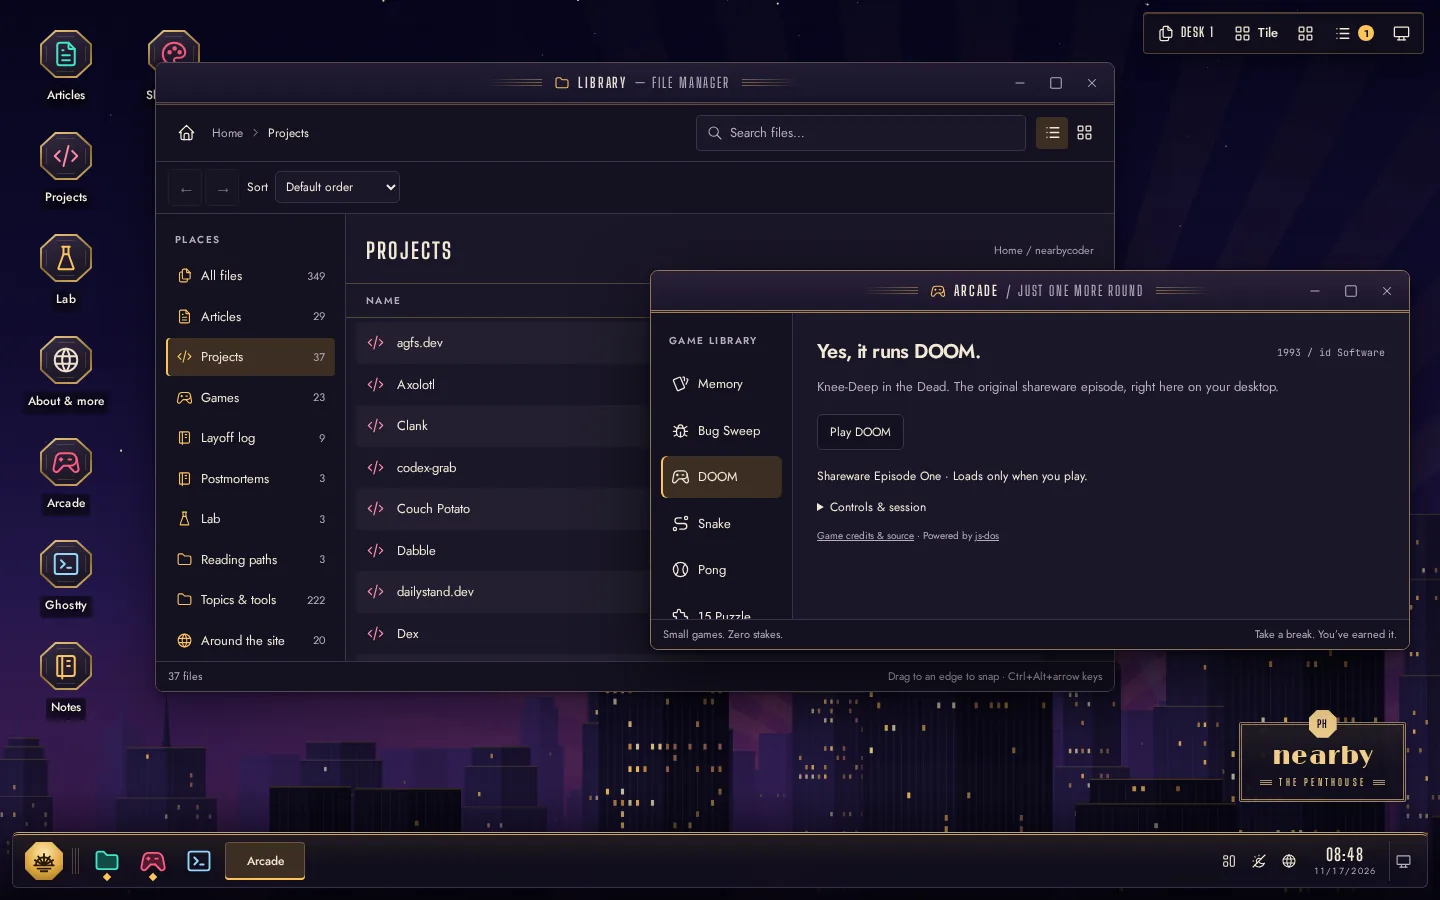 DESK 1
Tile
1
Articles
Projects
Lab
About & more
Arcade
Ghostty
Notes
LIBRARY — FILE MANAGER
Home
Projects
Search files...
←
→
Sort
Default order
PLACES
All files 349
Articles 29
Projects 37
Games 23
Layoff log 9
Postmortems 3
Lab 3
Reading paths 3
Topics & tools 222
Around the site 20
PROJECTS
Home / nearbycoder
NAME
agfs.dev
Axolotl
Clank
codex-grab
Couch Potato
Dabble
dailystand.dev
Dex
37 files
Drag to an edge to snap · Ctrl+Alt+arrow keys
ARCADE / JUST ONE MORE ROUND
GAME LIBRARY
Memory
Bug Sweep
DOOM
Snake
Pong
15 Puzzle
Yes, it runs DOOM.
1993 / id Software
Knee-Deep in the Dead. The original shareware episode, right here on your desktop.
Play DOOM
Shareware Episode One · Loads only when you play.
Controls & session
Game credits & source · Powered by js-dos
Small games. Zero stakes.
Take a break. You've earned it.
PH
nearby
THE PENTHOUSE
Arcade
08:48
11/17/2026